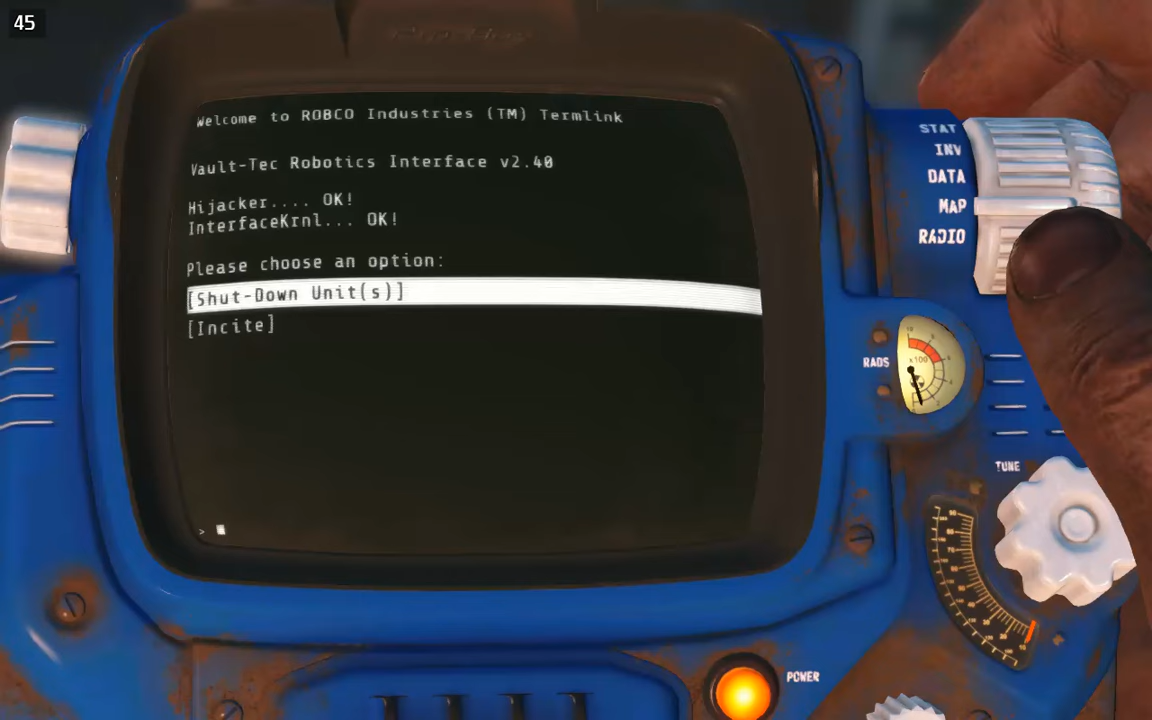 45
Welcome to ROBCO Industries (TM) Termlink
Vault-Tec Robotics Interface v2.40
Hijacker.... OK!
InterfaceKrnl... OK!
Please choose an option:
[Shut-Down Unit(s)]
[Incite]
>
STAT
INV
DATA
MAP
RADIO
RADS
x100
TUNE
POWER